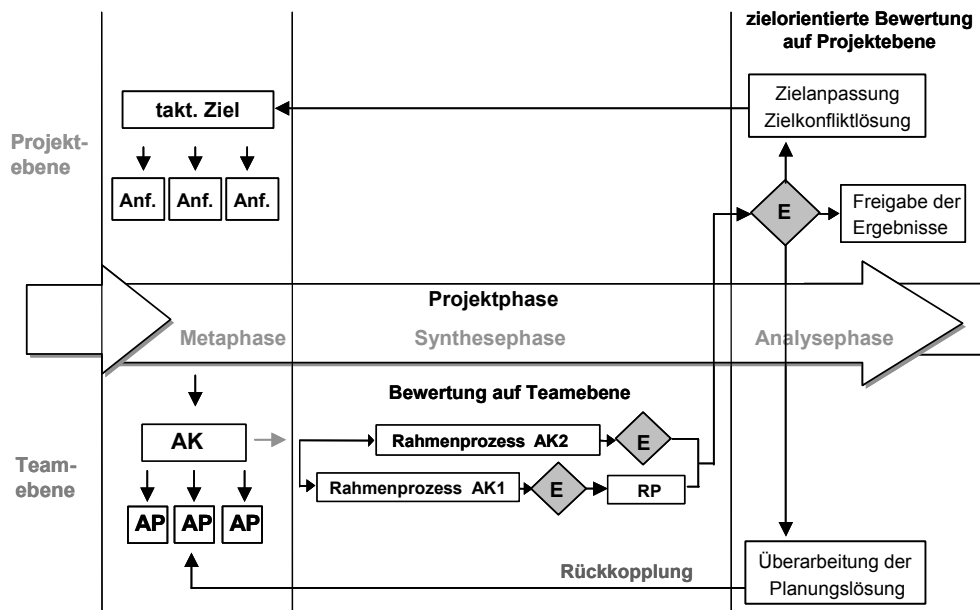 zielorientierte Bewertung
auf Projektebene
takt. Ziel
Zielanpassung
Zielkonfliktlösung
Projekt-
ebene
Anf. Anf. Anf.
E
Freigabe der
Ergebnisse
Projektphase
Metaphase Synthesephase Analysephase
Bewertung auf Teamebene
AK
Rahmenprozess AK2 E
Team-
ebene
Rahmenprozess AK1 E RP
AP AP AP
Rückkopplung
Überarbeitung der
Planungslösung